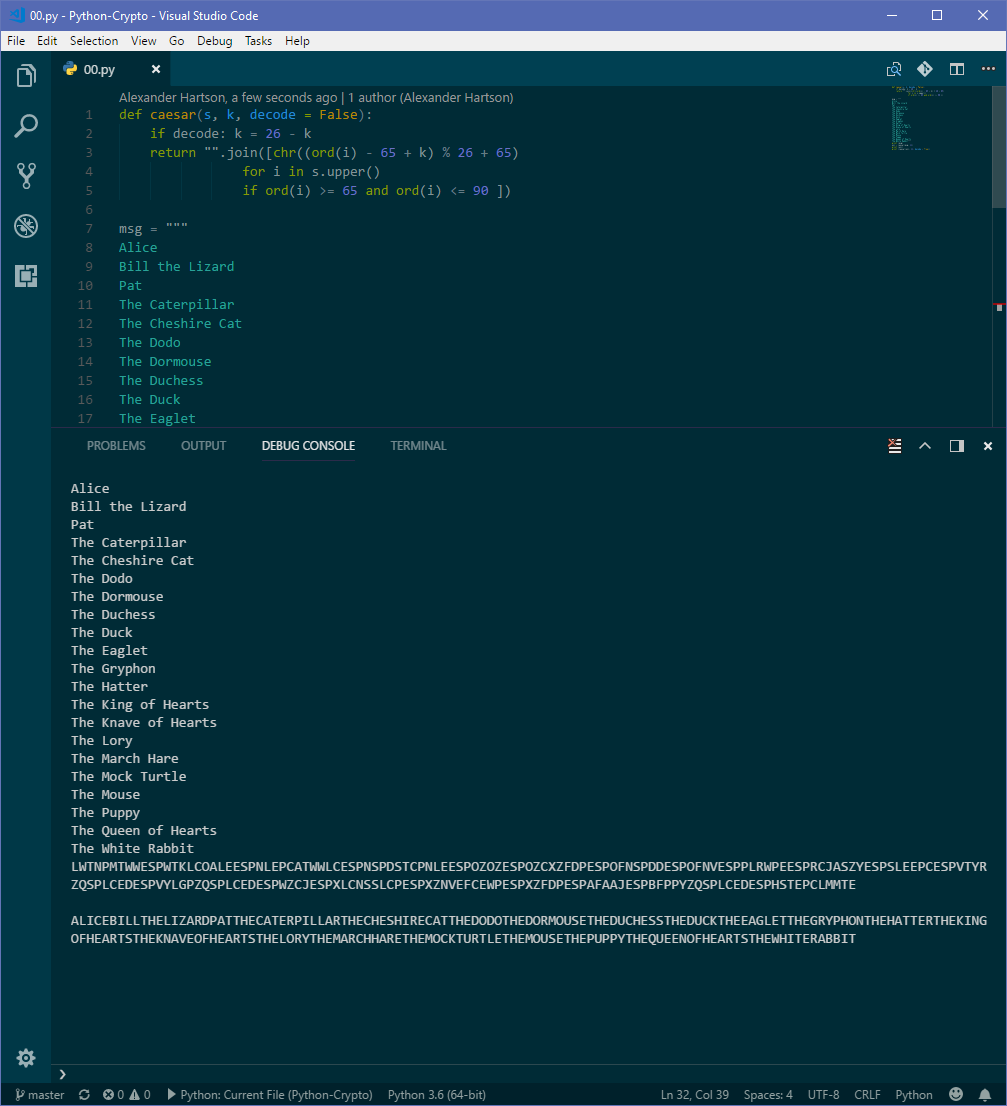 00.py - Python-Crypto - Visual Studio Code
File Edit Selection View Go Debug Tasks Help
00.py
Alexander Hartson, a few seconds ago | 1 author (Alexander Hartson)
1 def caesar(s, k, decode = False):
2 if decode: k = 26 - k
3 return "".join([chr((ord(i) - 65 + k) % 26 + 65)
4 for i in s.upper()
5 if ord(i) >= 65 and ord(i) <= 90 ])
6
7 msg = """
8 Alice
9 Bill the Lizard
10 Pat
11 The Caterpillar
12 The Cheshire Cat
13 The Dodo
14 The Dormouse
15 The Duchess
16 The Duck
17 The Eaglet
PROBLEMS OUTPUT DEBUG CONSOLE TERMINAL
Alice
Bill the Lizard
Pat
The Caterpillar
The Cheshire Cat
The Dodo
The Dormouse
The Duchess
The Duck
The Eaglet
The Gryphon
The Hatter
The King of Hearts
The Knave of Hearts
The Lory
The March Hare
The Mock Turtle
The Mouse
The Puppy
The Queen of Hearts
The White Rabbit
LWTNPMTWWESPWTKLCOALEESPNLEPCATWWLCESPNSPDSTCPNLEESPOZOZESPOZCXZFDPESPOFNSPDDESPOFNVESPPLRWPEESPRCJASZYESPSLEEPCESPVTYR
ZQSPLCEDESPVYLGPZQSPLCEDESPWZCJESPXLCNSSLCPESPXZNVEFCEWPESPXZFDPESPAFAAJESPBFPPYZQSPLCEDESPHSTEPCLMMTE
ALICEBILLTHELIZARDPATTHECATERPILLARTHECHESHIRECATTHEDODOTHEDORMOUSETHEDUCHESSTHEDUCKTHEEAGLETTHEGRYPHONTHEHATTERTHEKING
OFHEARTSTHEKNAVEOFHEARTSTHELORYTHEMARCHHARETHEMOCKTURTLETHEMOUSETHEPUPPYTHEQUEENOFHEARTSTHEWHITERABBIT
master 0 0 Python: Current File (Python-Crypto) Python 3.6 (64-bit) Ln 32, Col 39 Spaces: 4 UTF-8 CRLF Python